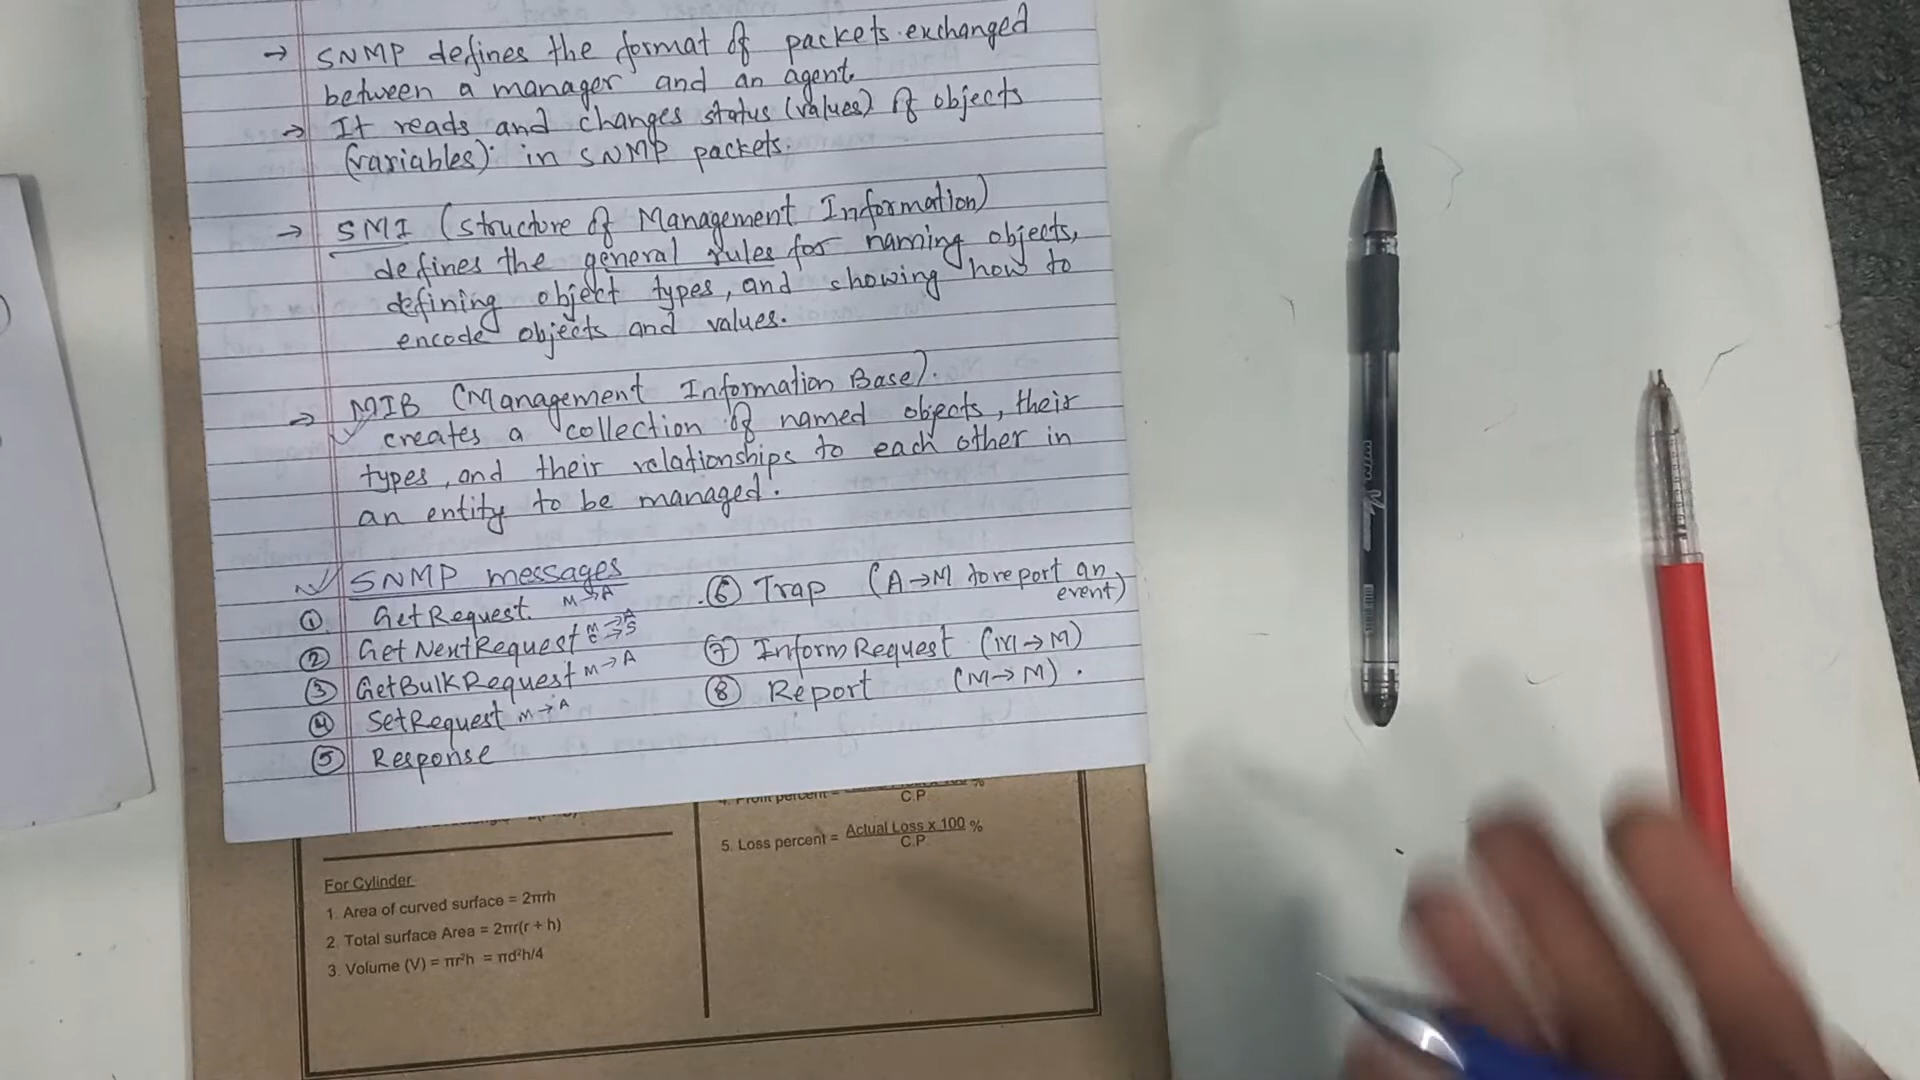 → SNMP defines the format of packets exchanged
between a manager and an agent.
→ It reads and changes status (values) of objects
(variables) in SNMP packets.
→ SMI (Structure of Management Information)
defines the general rules for naming objects,
defining object types, and showing how to
encode objects and values.
→ MIB (Management Information Base).
creates a collection of named objects, their
types, and their relationships to each other in
an entity to be managed.
✓ SNMP messages
① GetRequest. M→A
② GetNextRequest M→A C→S
③ GetBulkRequest M→A
④ SetRequest M→A
⑤ Response
⑥ Trap (A→M to report an
event)
⑦ InformRequest (M→M)
⑧ Report (M→M).
For Cylinder
1. Area of curved surface = 2πrh
2. Total surface Area = 2πr(r + h)
3. Volume (V) = πr²h = πd²h/4
4. Profit percent =
C.P
5. Loss percent = Actual Loss x 100 %
C.P